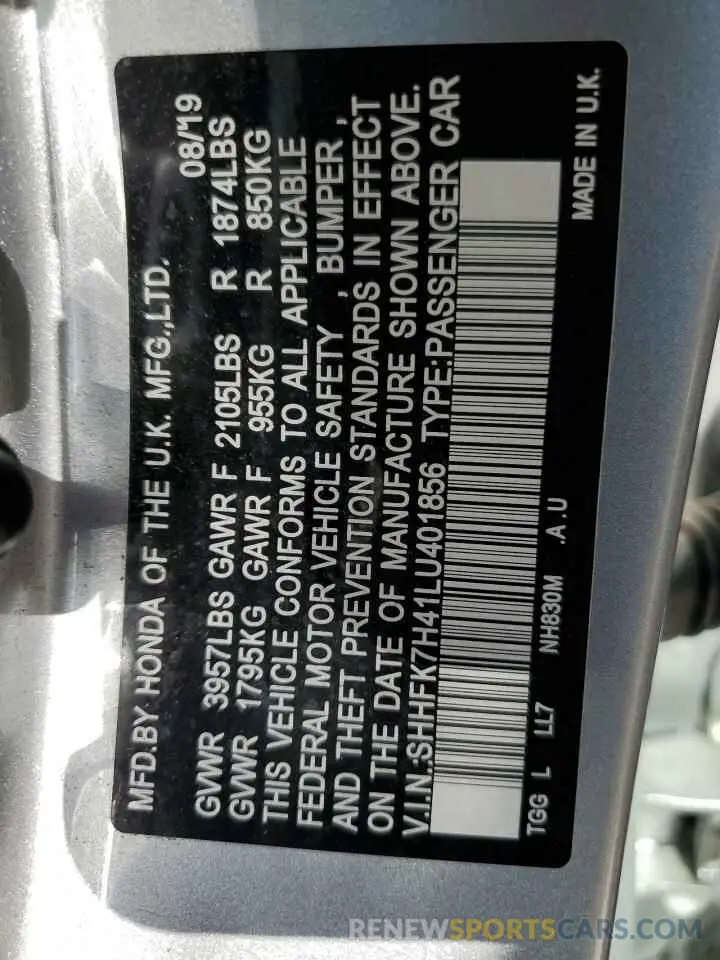 MFD.BY HONDA OF THE U.K. MFG.,LTD. 08/19
GVWR 3957LBS GAWR F 2105LBS R 1874LBS
GVWR 1795KG GAWR F 955KG R 850KG
THIS VEHICLE CONFORMS TO ALL APPLICABLE
FEDERAL MOTOR VEHICLE SAFETY , BUMPER ,
AND THEFT PREVENTION STANDARDS IN EFFECT
ON THE DATE OF MANUFACTURE SHOWN ABOVE.
V.I.N.:SHHFK7H41LU401856 TYPE:PASSENGER CAR
TGG L LL7 NH830M .A.U MADE IN U.K.
RENEWSPORTSCARS.COM